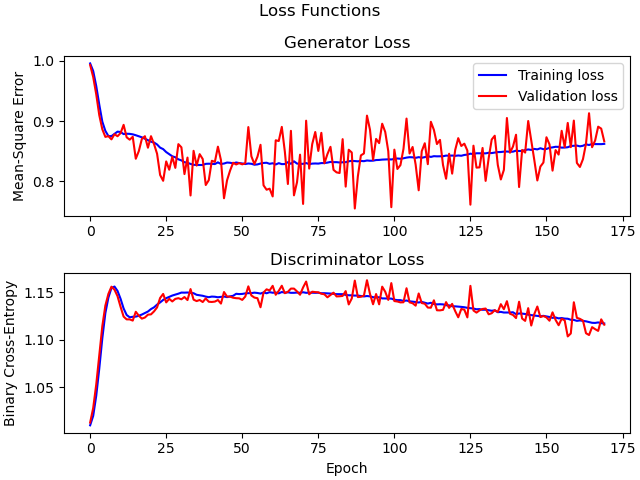 Loss Functions
Generator Loss
Mean-Square Error
1.0
0.9
0.8
Training loss
Validation loss
0 25 50 75 100 125 150 175
Discriminator Loss
Binary Cross-Entropy
1.15
1.10
1.05
0 25 50 75 100 125 150 175
Epoch